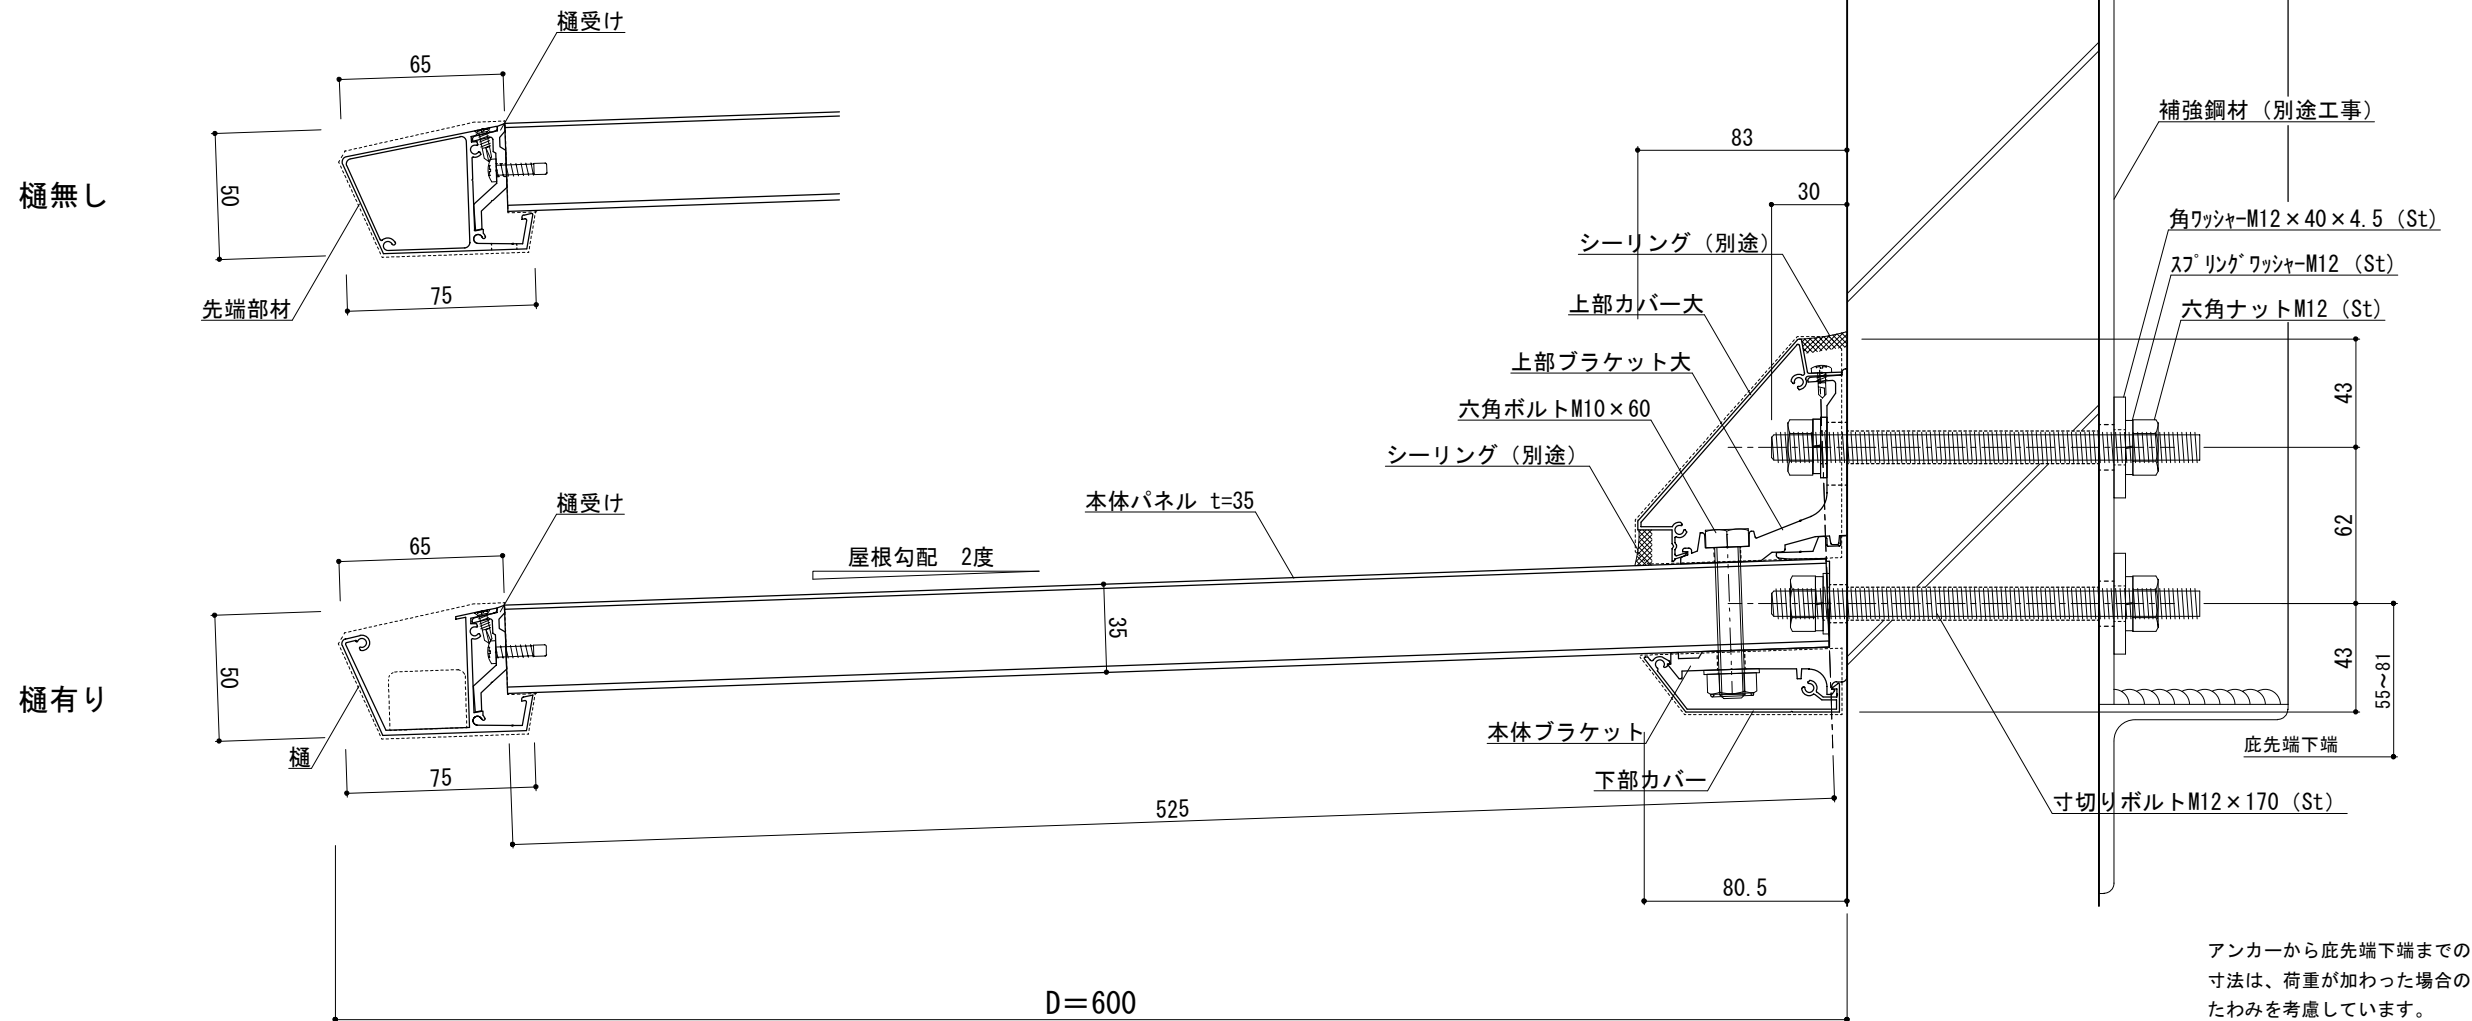 樋受け
65
50
樋無し
75
先端部材
補強鋼材（別途工事）
83
30
角ﾜｯｼｬｰM12×40×4.5（St）
シーリング（別途）
ｽﾌﾟﾘﾝｸﾞﾜｯｼｬｰM12（St）
上部カバー大
六角ナットM12（St）
上部ブラケット大
六角ボルトM10×60
43
シーリング（別途）
樋受け
本体パネル t=35
62
65
屋根勾配　2度
35
50
43
55~81
樋有り
本体ブラケット
庇先端下端
樋
75
下部カバー
525
寸切りボルトM12×170（St）
80.5
アンカーから庇先端下端までの
寸法は、荷重が加わった場合の
たわみを考慮しています。
D＝600